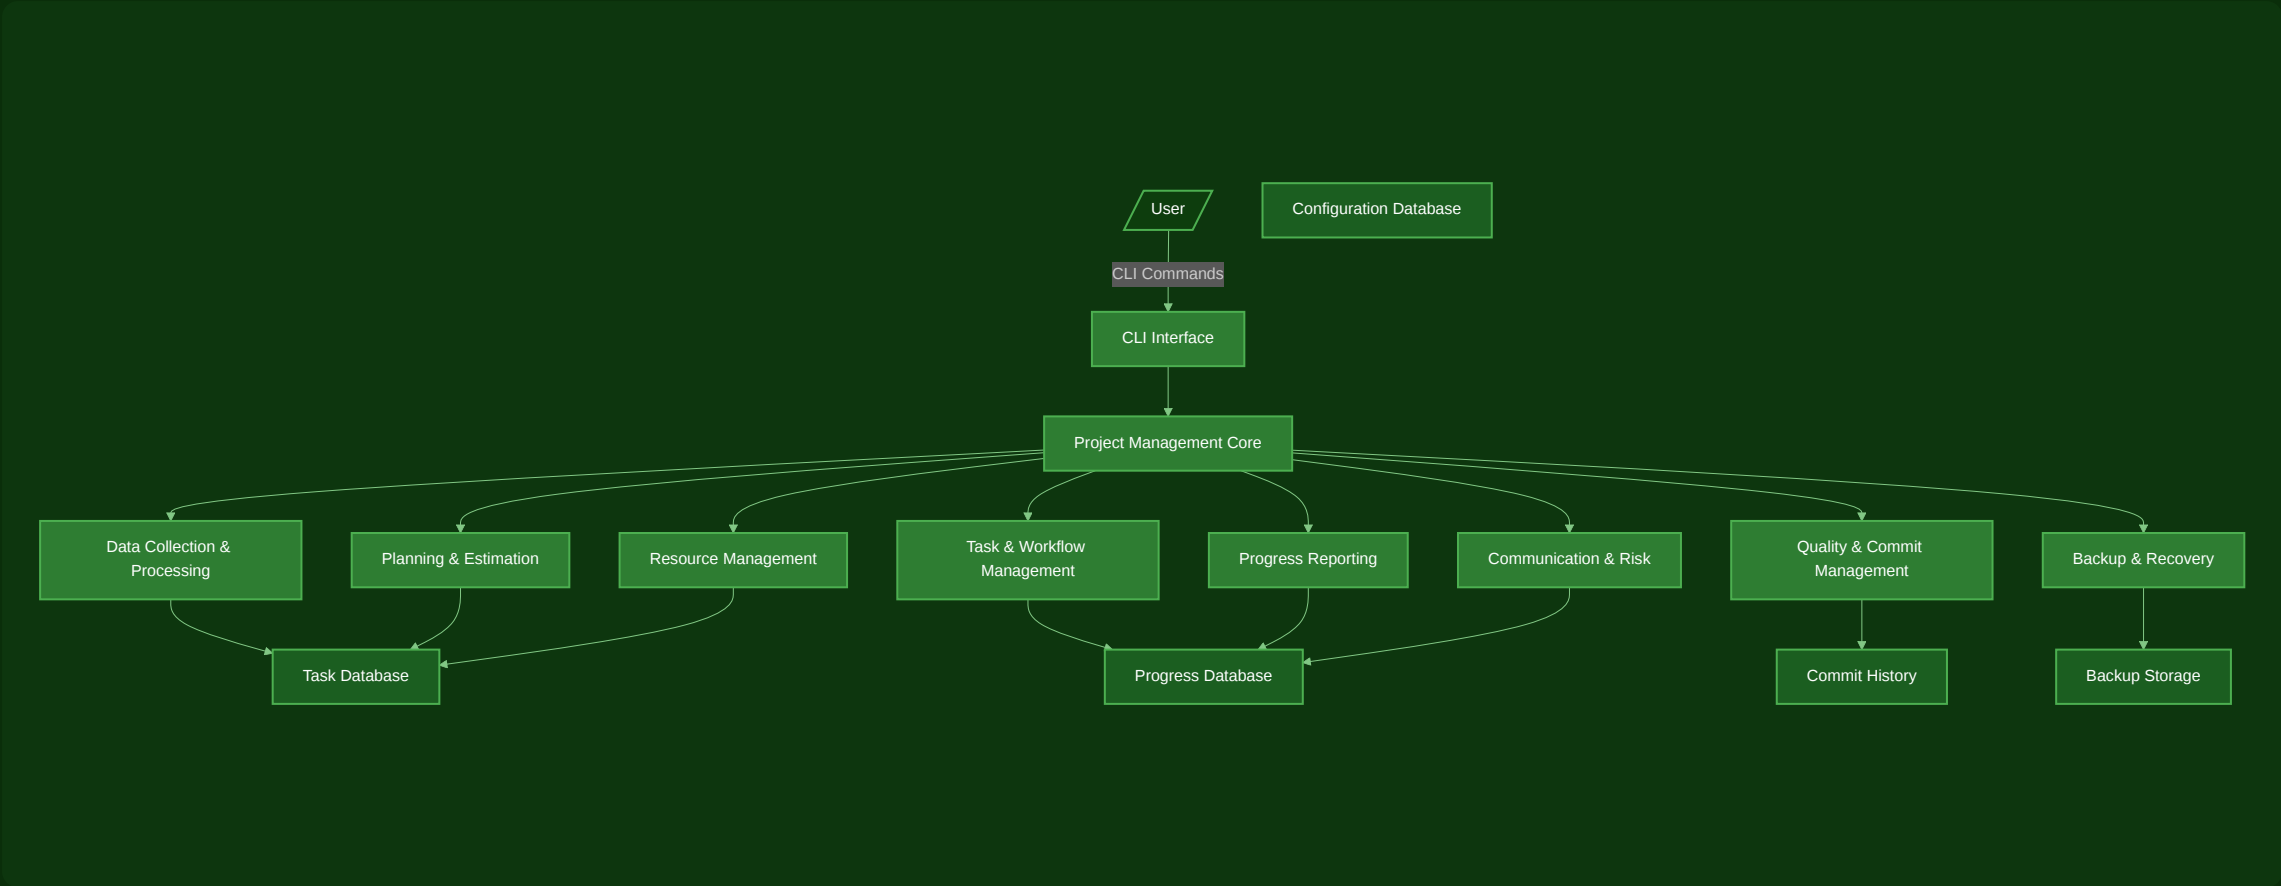 User
Configuration Database
CLI Commands
CLI Interface
Project Management Core
Data Collection &
Processing
Planning & Estimation
Resource Management
Task & Workflow
Management
Progress Reporting
Communication & Risk
Quality & Commit
Management
Backup & Recovery
Task Database
Progress Database
Commit History
Backup Storage